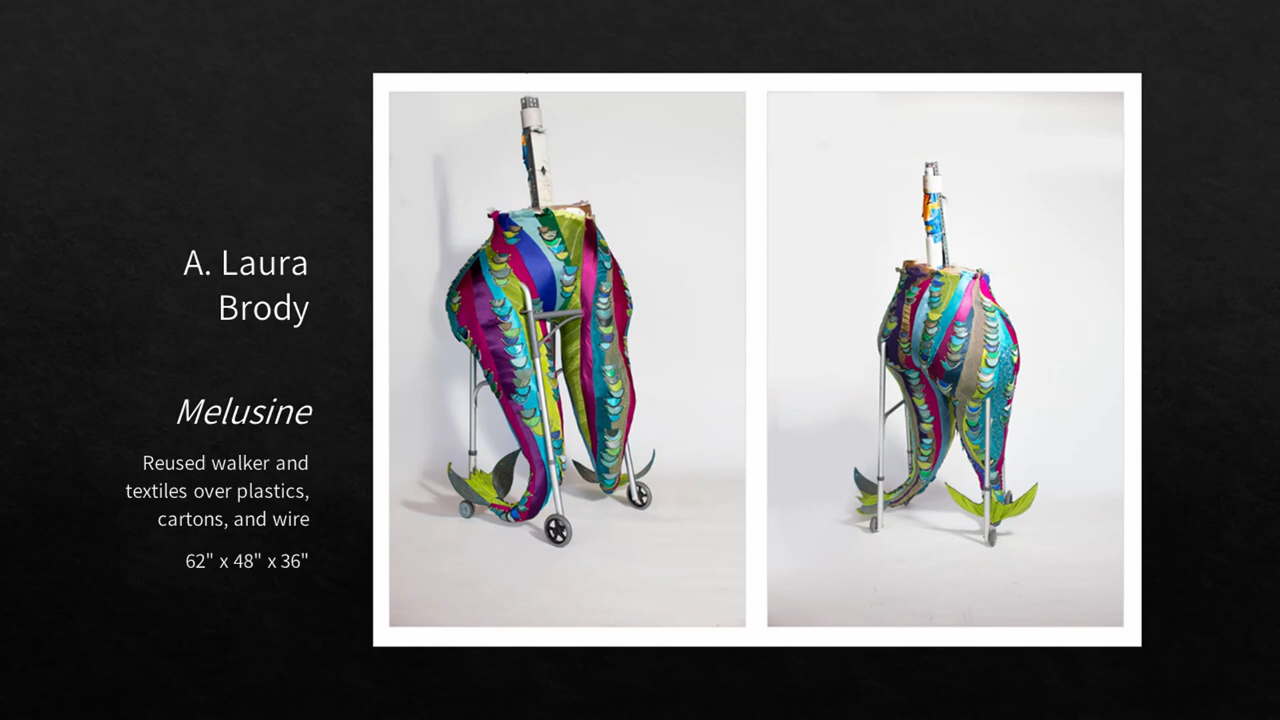 A. Laura
Brody
Melusine
Reused walker and
textiles over plastics,
cartons, and wire
62" x 48" x 36"